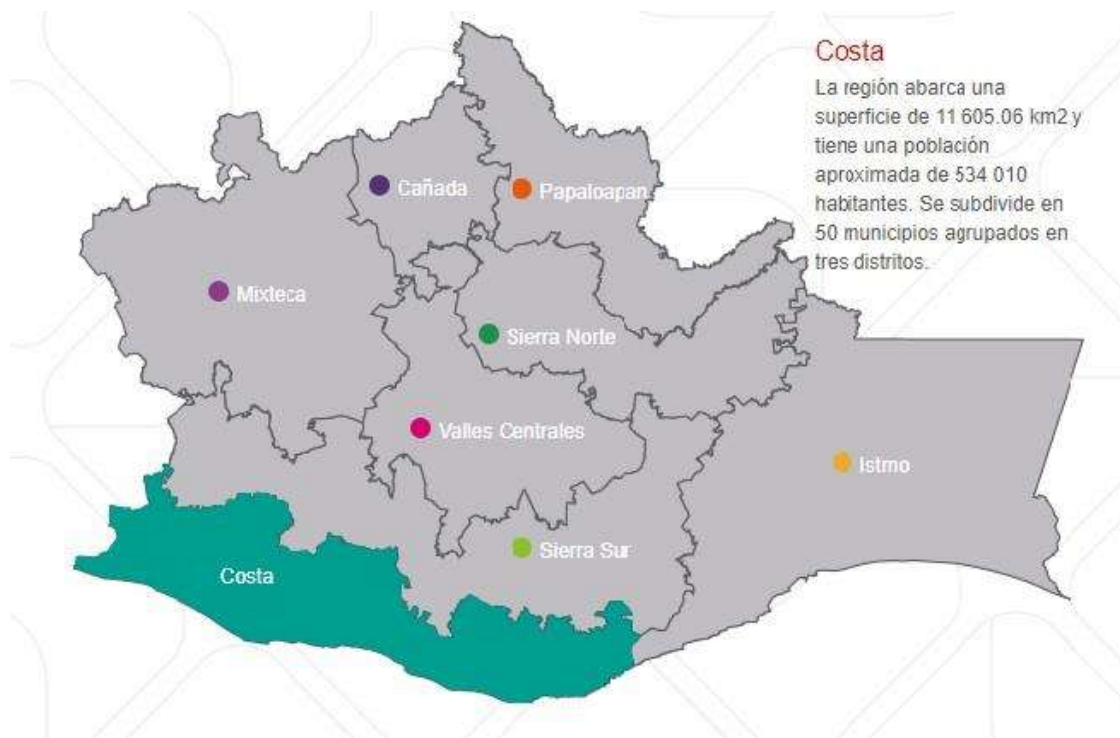 Costa
La región abarca una
superficie de 11 605.06 km2 y
tiene una población
aproximada de 534 010
habitantes. Se subdivide en
50 municipios agrupados en
tres distritos.
Cañada
Papaloapan
Mixteca
Sierra Norte
Valles Centrales
Istmo
Sierra Sur
Costa